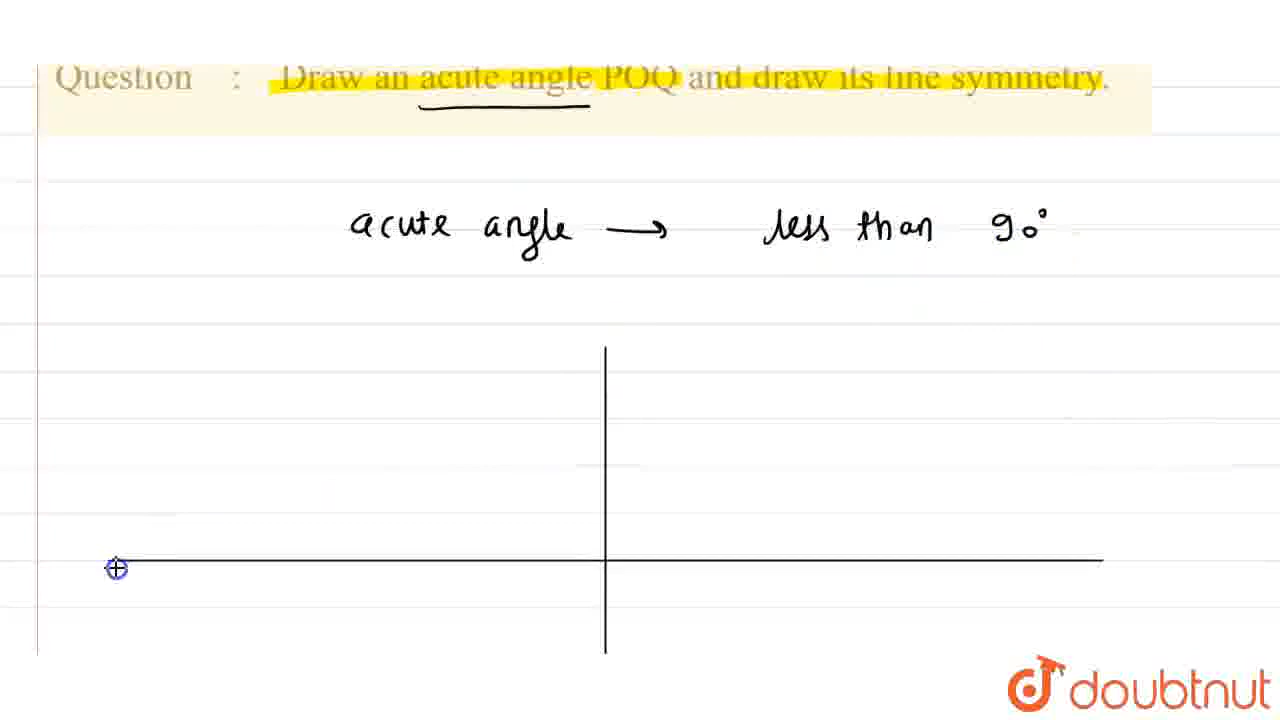 Question : Draw an acute angle POQ and draw its line symmetry.
acute angle → less than 90°
doubtnut